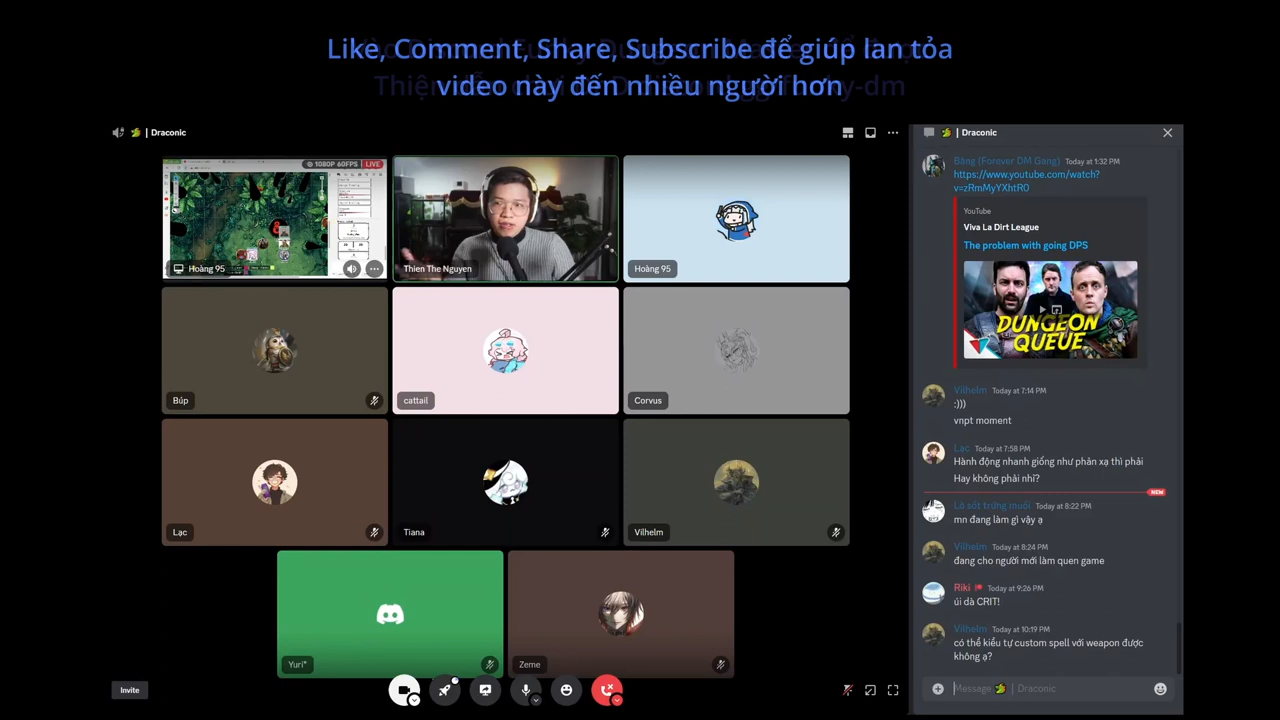 Like, Comment, Share, Subscribe để giúp lan tỏa
video này đến nhiều người hơn
| Draconic
1080P 60FPS LIVE
Hoàng 95
Thien The Nguyen
Hoàng 95
Búp
cattail
Corvus
Lạc
Tiana
Vilhelm
Yuri*
Zeme
Invite
| Draconic
Băng (Forever DM Gang) Today at 1:32 PM
https://www.youtube.com/watch?
v=zRmMyYXhtR0
YouTube
Viva La Dirt League
The problem with going DPS
DUNGEON
QUEUE
Vilhelm Today at 7:14 PM
:)))
vnpt moment
Lạc Today at 7:58 PM
Hành động nhanh giống như phản xạ thì phải
Hay không phải nhỉ?
NEW
Lỏ sốt trứng muối Today at 8:22 PM
mn đang làm gì vậy ạ
Vilhelm Today at 8:24 PM
đang cho người mới làm quen game
Riki Today at 9:26 PM
úi dà CRIT!
Vilhelm Today at 10:19 PM
có thể kiểu tự custom spell với weapon được
không ạ?
Message | Draconic